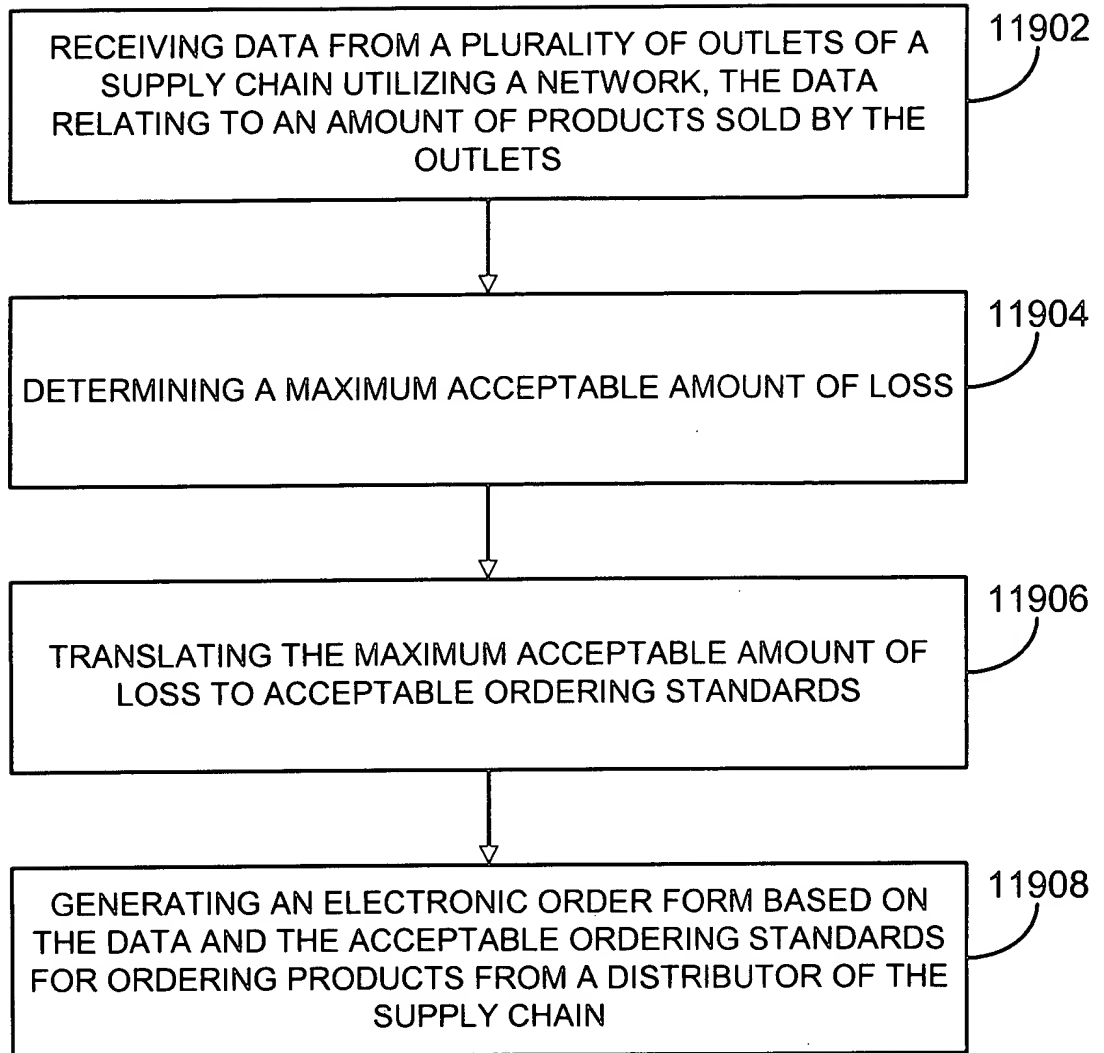 RECEIVING DATA FROM A PLURALITY OF OUTLETS OF A
SUPPLY CHAIN UTILIZING A NETWORK, THE DATA
RELATING TO AN AMOUNT OF PRODUCTS SOLD BY THE
OUTLETS
11902
DETERMINING A MAXIMUM ACCEPTABLE AMOUNT OF LOSS
11904
TRANSLATING THE MAXIMUM ACCEPTABLE AMOUNT OF
LOSS TO ACCEPTABLE ORDERING STANDARDS
11906
GENERATING AN ELECTRONIC ORDER FORM BASED ON
THE DATA AND THE ACCEPTABLE ORDERING STANDARDS
FOR ORDERING PRODUCTS FROM A DISTRIBUTOR OF THE
SUPPLY CHAIN
11908